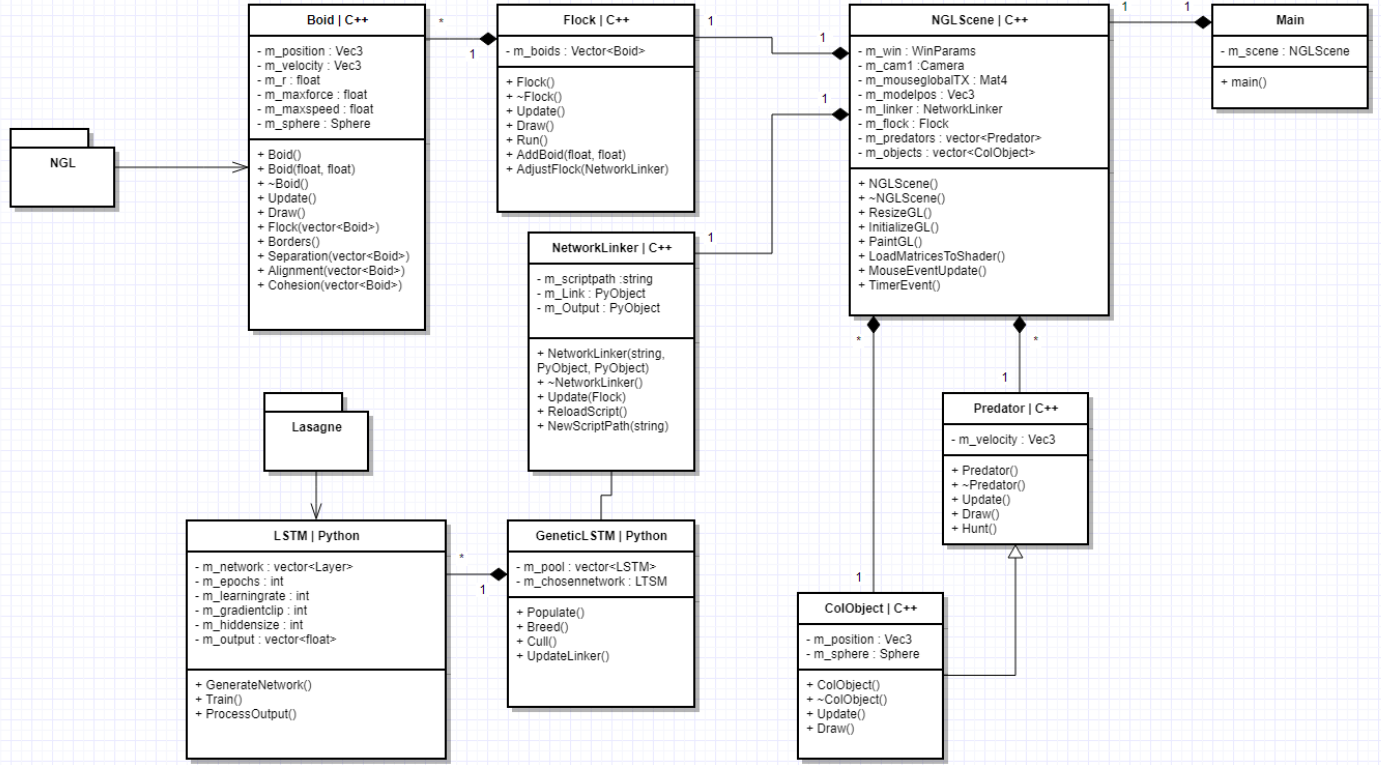 Boid | C++
- m_position : Vec3
- m_velocity : Vec3
- m_r : float
- m_maxforce : float
- m_maxspeed : float
- m_sphere : Sphere
+ Boid()
+ Boid(float, float)
+ ~Boid()
+ Update()
+ Draw()
+ Flock(vector<Boid>)
+ Borders()
+ Separation(vector<Boid>)
+ Alignment(vector<Boid>)
+ Cohesion(vector<Boid>)
*
1
Flock | C++
- m_boids : Vector<Boid>
+ Flock()
+ ~Flock()
+ Update()
+ Draw()
+ Run()
+ AddBoid(float, float)
+ AdjustFlock(NetworkLinker)
1
1
NGLScene | C++
- m_win : WinParams
- m_cam1 :Camera
- m_mouseglobalTX : Mat4
- m_modelpos : Vec3
- m_linker : NetworkLinker
- m_flock : Flock
- m_predators : vector<Predator>
- m_objects : vector<ColObject>
+ NGLScene()
+ ~NGLScene()
+ ResizeGL()
+ InitializeGL()
+ PaintGL()
+ LoadMatricesToShader()
+ MouseEventUpdate()
+ TimerEvent()
1
1
Main
- m_scene : NGLScene
+ main()
NGL
1
1
NetworkLinker | C++
- m_scriptpath :string
- m_Link : PyObject
- m_Output : PyObject
+ NetworkLinker(string,
PyObject, PyObject)
+ ~NetworkLinker()
+ Update(Flock)
+ ReloadScript()
+ NewScriptPath(string)
*
*
1
Predator | C++
- m_velocity : Vec3
+ Predator()
+ ~Predator()
+ Update()
+ Draw()
+ Hunt()
Lasagne
LSTM | Python
- m_network : vector<Layer>
- m_epochs : int
- m_learningrate : int
- m_gradientclip : int
- m_hiddensize : int
- m_output : vector<float>
+ GenerateNetwork()
+ Train()
+ ProcessOutput()
*
1
GeneticLSTM | Python
- m_pool : vector<LSTM>
- m_chosennetwork : LTSM
+ Populate()
+ Breed()
+ Cull()
+ UpdateLinker()
1
ColObject | C++
- m_position : Vec3
- m_sphere : Sphere
+ ColObject()
+ ~ColObject()
+ Update()
+ Draw()